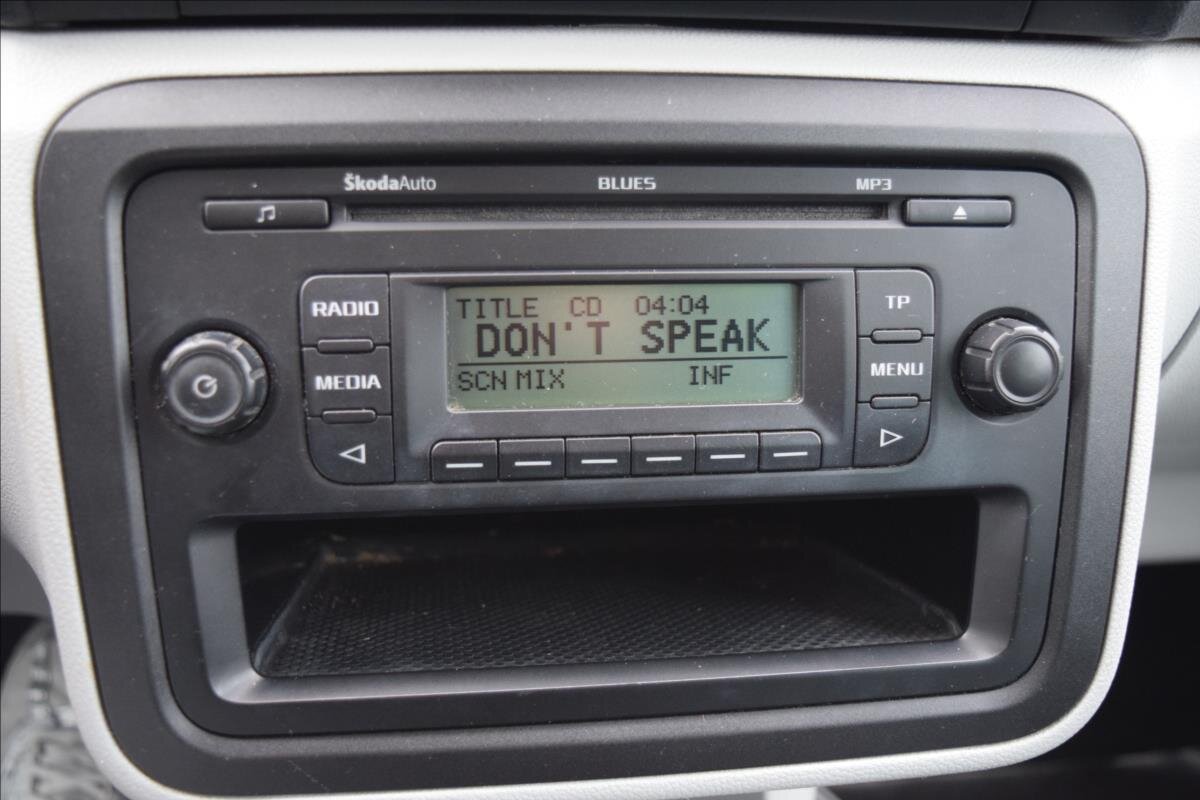 ŠkodaAuto BLUES MP3
RADIO
MEDIA
TITLE CD 04:04
DON'T SPEAK
SCN MIX INF
TP
MENU